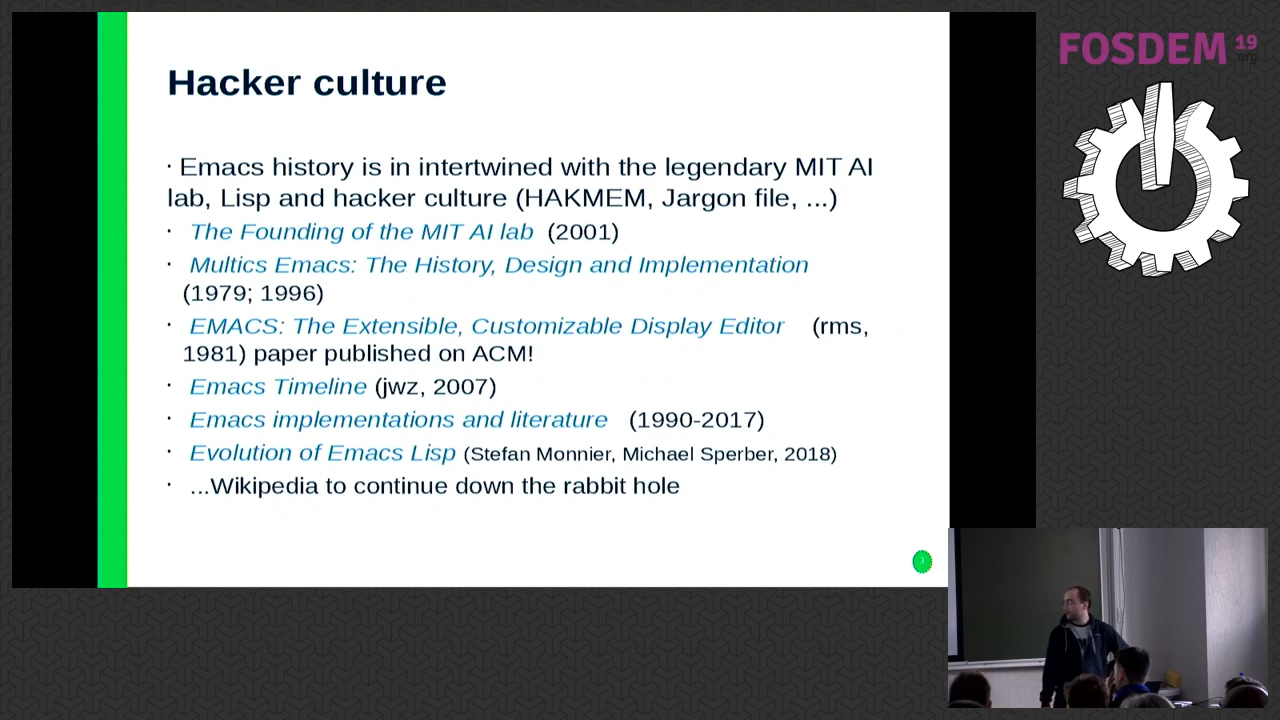 Hacker culture
· Emacs history is in intertwined with the legendary MIT AI
lab, Lisp and hacker culture (HAKMEM, Jargon file, ...)
· The Founding of the MIT AI lab (2001)
· Multics Emacs: The History, Design and Implementation
(1979; 1996)
· EMACS: The Extensible, Customizable Display Editor (rms,
1981) paper published on ACM!
· Emacs Timeline (jwz, 2007)
· Emacs implementations and literature (1990-2017)
· Evolution of Emacs Lisp (Stefan Monnier, Michael Sperber, 2018)
· ...Wikipedia to continue down the rabbit hole
FOSDEM 19
.org